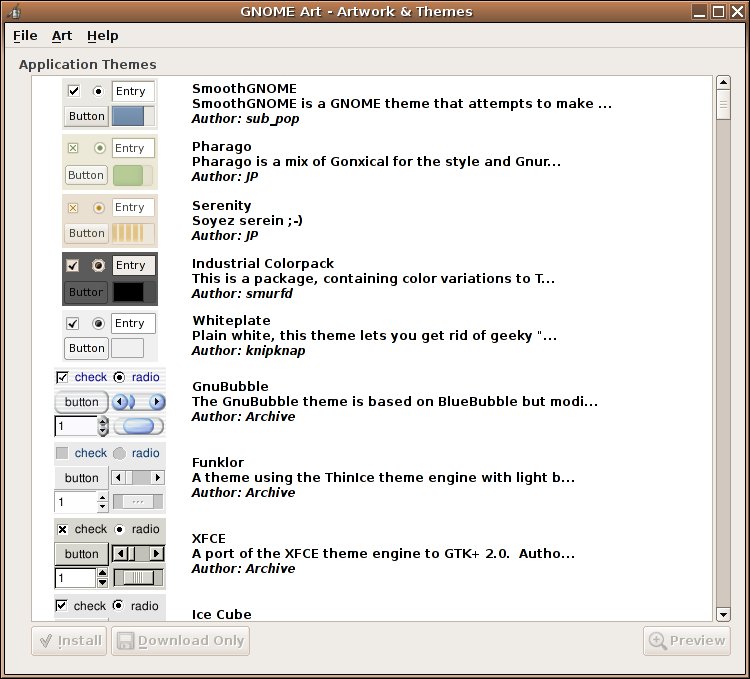 GNOME Art - Artwork & Themes
File Art Help
Application Themes
Entry
Button
SmoothGNOME
SmoothGNOME is a GNOME theme that attempts to make ...
Author: sub_pop
Entry
Button
Pharago
Pharago is a mix of Gonxical for the style and Gnur...
Author: JP
Entry
Button
Serenity
Soyez serein ;-)
Author: JP
Entry
Button
Industrial Colorpack
This is a package, containing color variations to T...
Author: smurfd
Entry
Button
Whiteplate
Plain white, this theme lets you get rid of geeky "...
Author: knipknap
check radio
button
1
GnuBubble
The GnuBubble theme is based on BlueBubble but modi...
Author: Archive
check radio
button
1
Funklor
A theme using the ThinIce theme engine with light b...
Author: Archive
check radio
button
1
XFCE
A port of the XFCE theme engine to GTK+ 2.0. Autho...
Author: Archive
check radio
Ice Cube
Install Download Only Preview